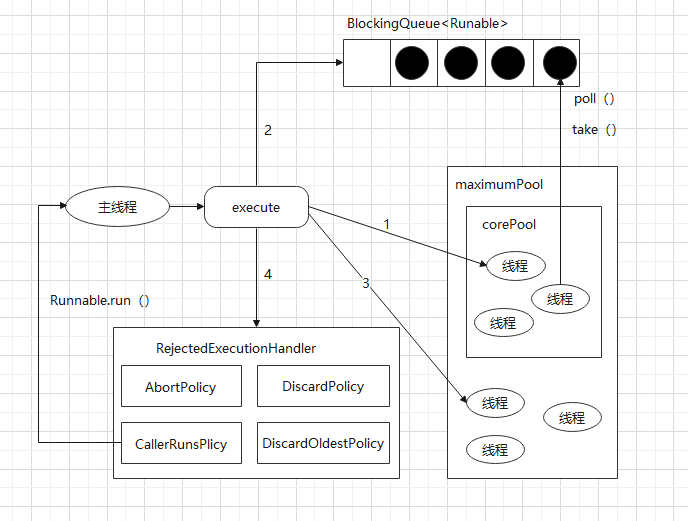 BlockingQueue<Runable>
poll（）
take（）
2
maximumPool
corePool
主线程
execute
1
线程
线程
线程
3
4
Runnable.run（）
RejectedExecutionHandler
AbortPolicy
DiscardPolicy
CallerRunsPlicy
DiscardOldestPolicy
线程
线程
线程